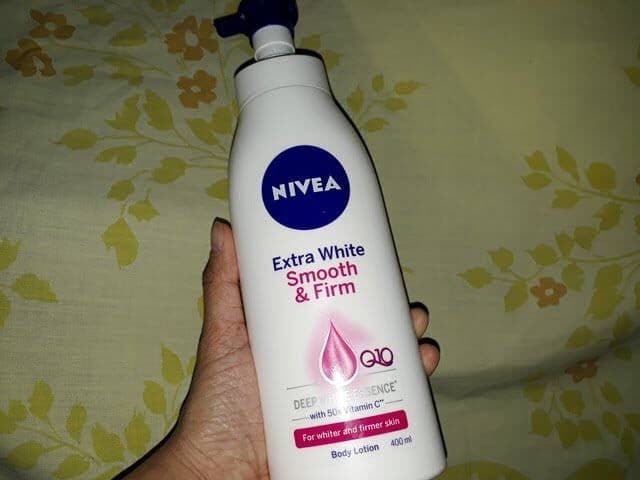 NIVEA
Extra White
Smooth
& Firm
Q10
DEEP WHITE ESSENCE*
with 50x Vitamin C**
For whiter and firmer skin
Body Lotion 400 ml